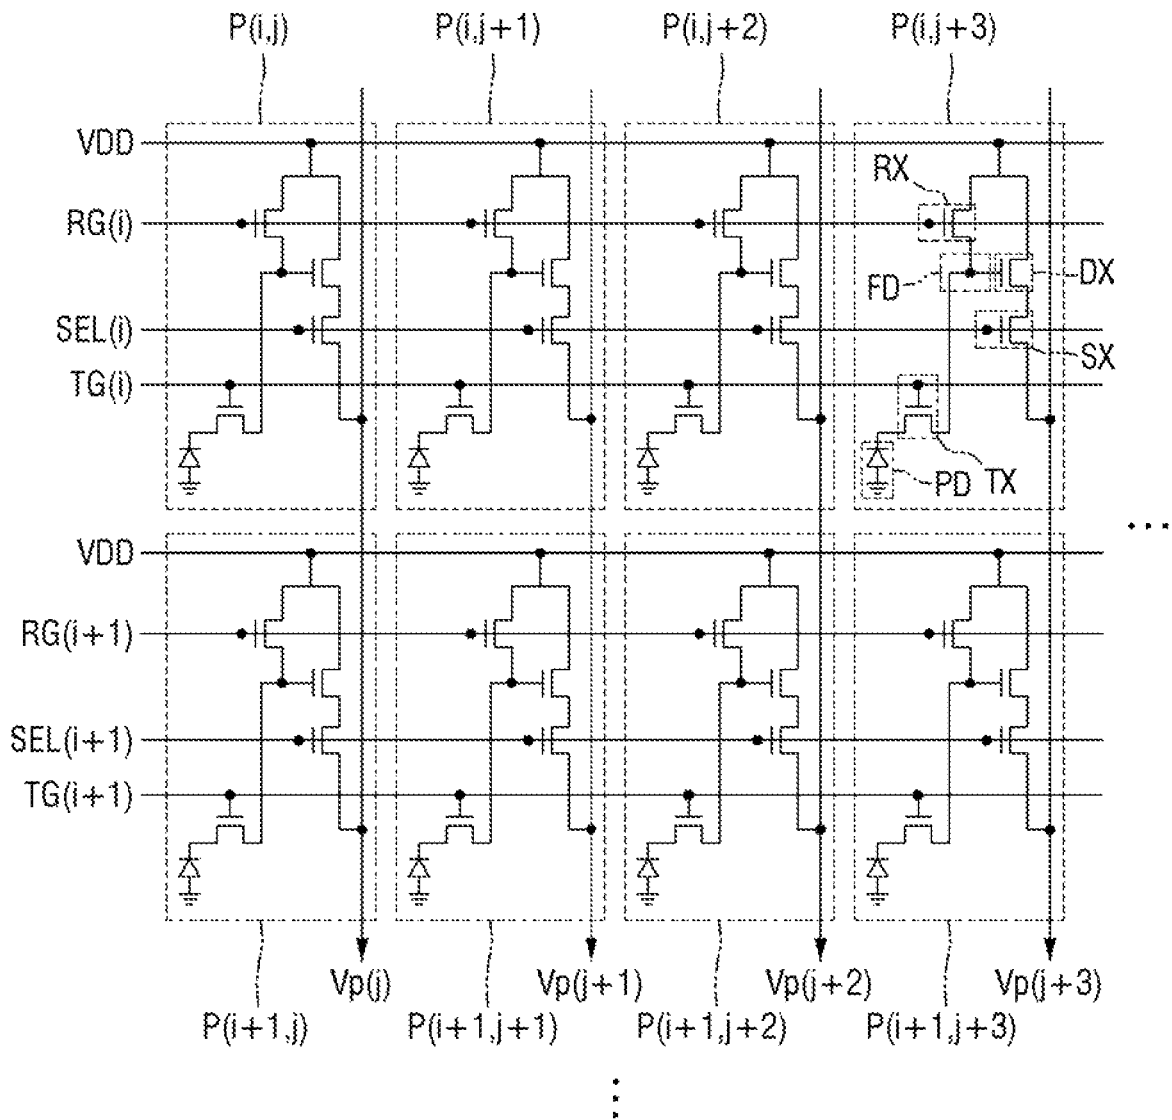 P(i,j) P(i,j+1) P(i,j+2) P(i,j+3)
VDD
RX
RG(i)
FD DX
SEL(i)
SX
TG(i)
PD TX
...
VDD
RG(i+1)
SEL(i+1)
TG(i+1)
Vp(j) Vp(j+1) Vp(j+2) Vp(j+3)
P(i+1,j) P(i+1,j+1) P(i+1,j+2) P(i+1,j+3)